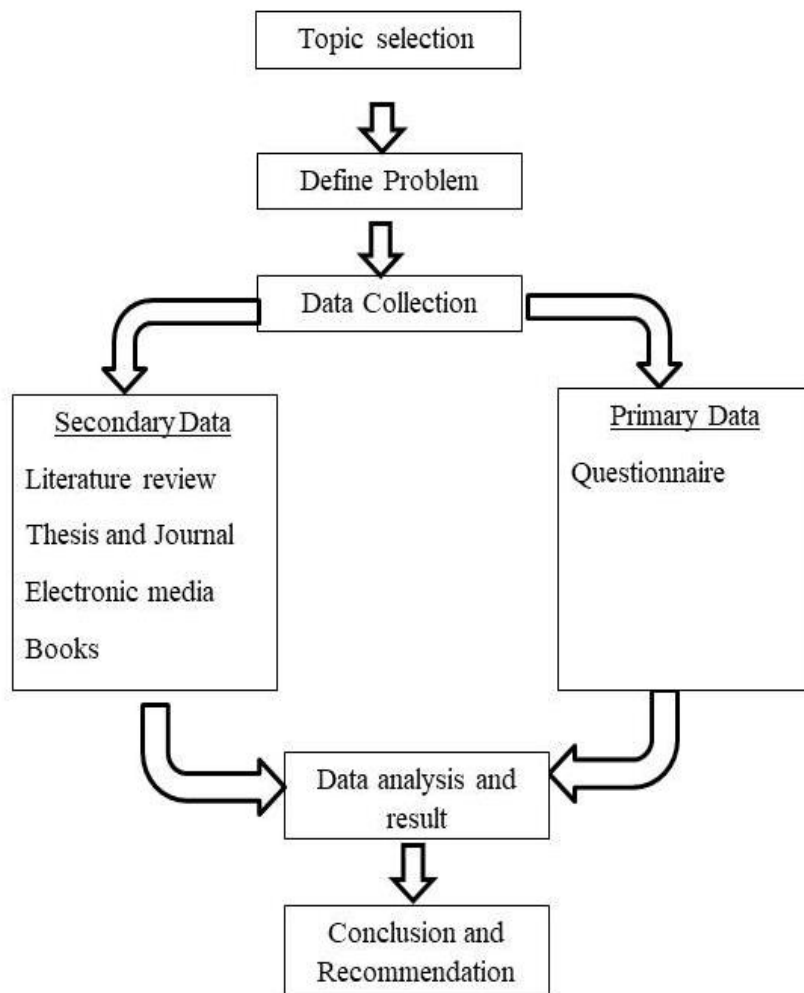 Topic selection
Define Problem
Data Collection
Secondary Data
Literature review
Thesis and Journal
Electronic media
Books
Primary Data
Questionnaire
Data analysis and
result
Conclusion and
Recommendation